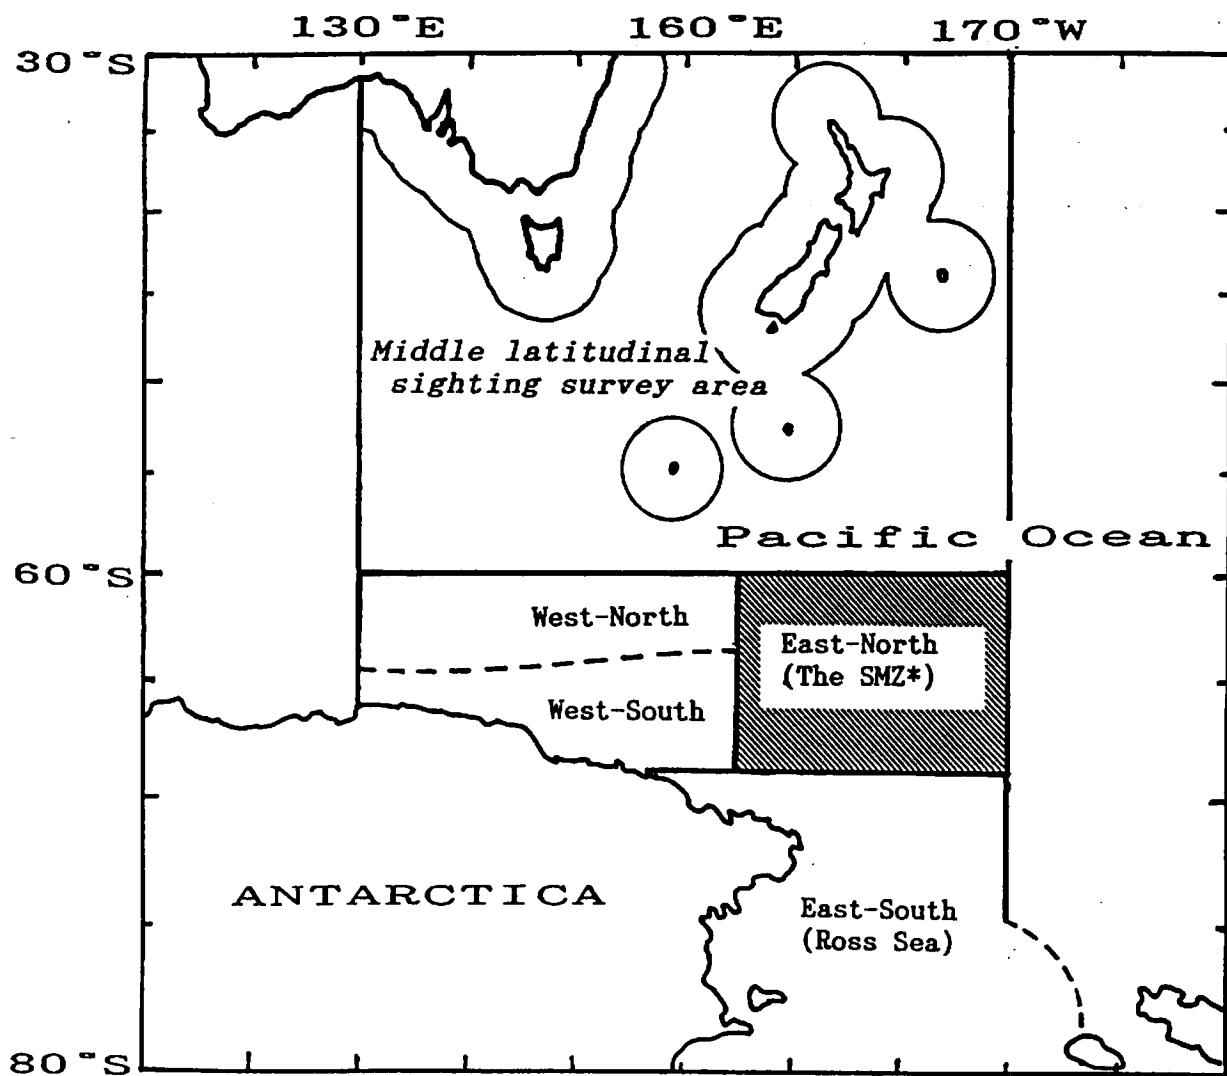 130°E 160°E 170°W
30°S
Middle latitudinal
sighting survey area
Pacific Ocean
60°S
West-North
East-North
(The SMZ*)
West-South
ANTARCTICA
East-South
(Ross Sea)
80°S